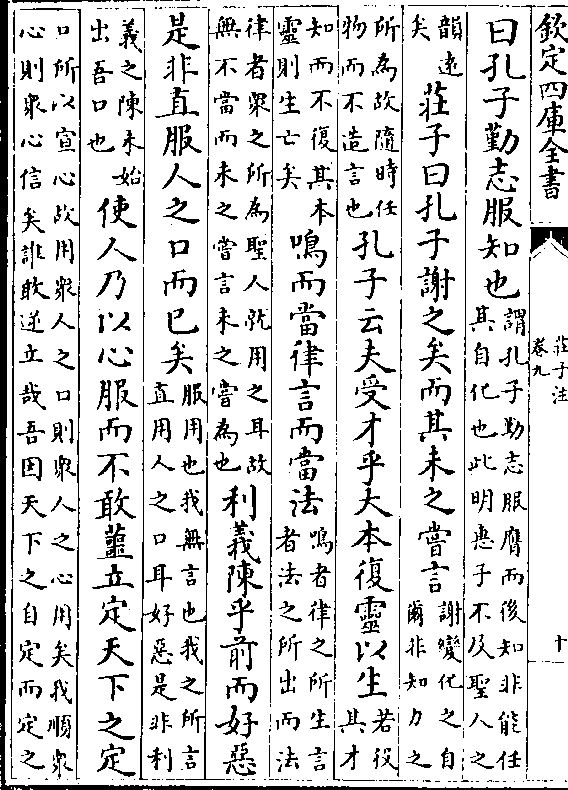 欽定四庫全書
莊子注
卷九
十
曰孔子勤志服知也謂孔子勤志服膺而後知非能任
其自化也此明惠子不及聖人之
韻遠
矣莊子曰孔子謝之矣而其未之嘗言謝變化之自
爾非知力之
所為故隨時任
物而不造言也孔子云夫受才乎大本復靈以生若役
其才
知而不復其本
靈則生亡矣鳴而當律言而當法鳴者律之所生言
者法之所出而法
律者衆之所為聖人就用之耳故
無不當而未之嘗言未之嘗為也利義陳乎前而好惡
是非直服人之口而已矣服用也我無言也我之所言
直用人之口耳好惡是非利
義之陳未始
出吾口也使人乃以心服而不敢蘁立定天下之定
口所以宣心故用衆人之口則衆人之心用矣我順衆
心則衆心信矣誰敢逆立哉吾因天下之自定而定之